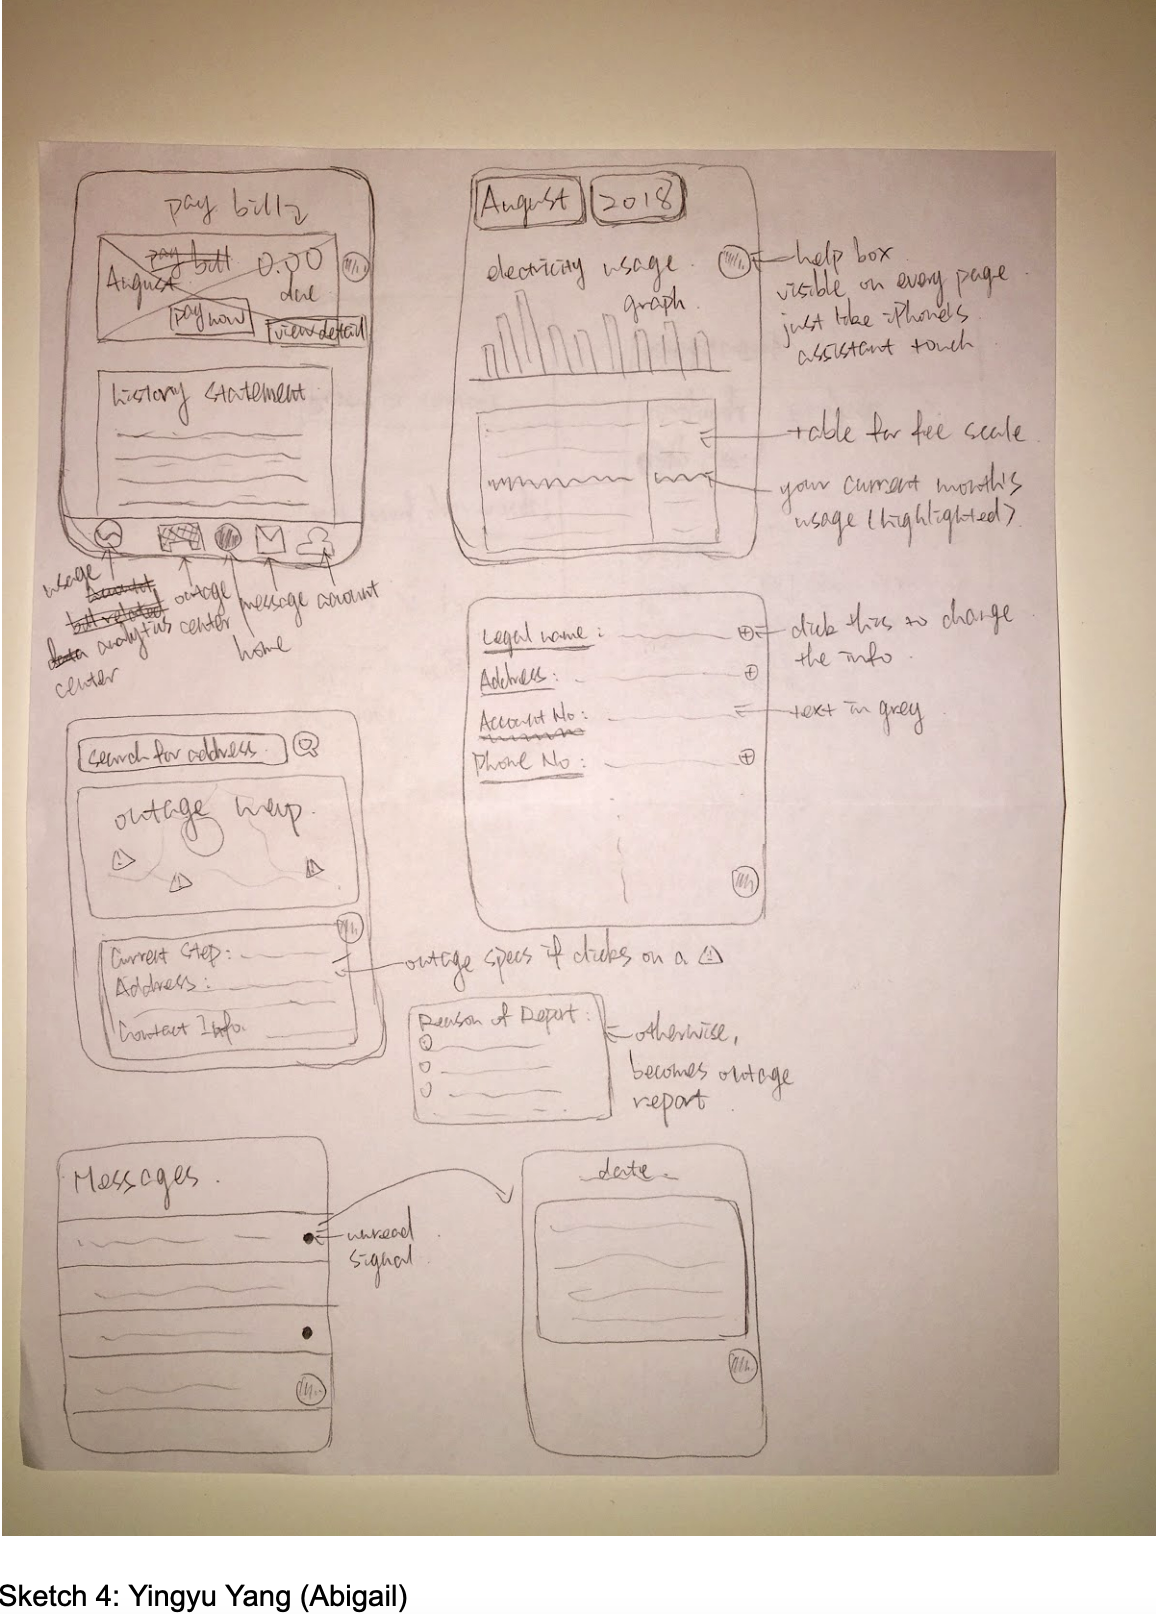 pay bill
pay bill
August 0.00
due
pay now
view detail
history statement
usage
account
bill related
data analytics
center
outage
center
home
message
account
August 2018
electricity usage
graph
help box
visible on every page
just like iPhone's
assistant touch
table for fee scale
your current month's
usage (highlighted)
Legal name:
Address:
Account No:
Phone No:
click this to change
the info
text in grey
search for address
outage map
Current Step:
Address:
Contact Info.
outage specs if clicks on a
Reason of Report:
otherwise,
becomes outage
report
Messages.
unread
signal
date
Sketch 4: Yingyu Yang (Abigail)